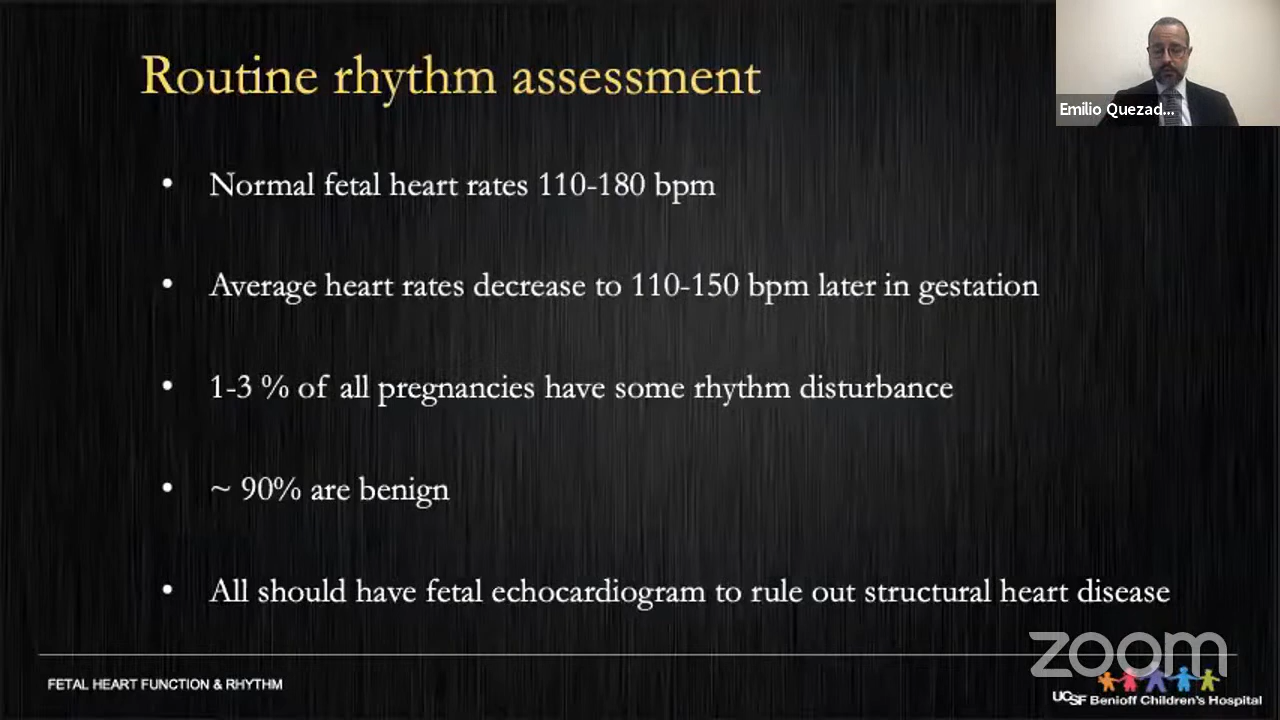 Routine rhythm assessment
Emilio Quezad...
• Normal fetal heart rates 110-180 bpm
• Average heart rates decrease to 110-150 bpm later in gestation
• 1-3 % of all pregnancies have some rhythm disturbance
• ~ 90% are benign
• All should have fetal echocardiogram to rule out structural heart disease
zoom
FETAL HEART FUNCTION & RHYTHM
UCSF Benioff Children's Hospital